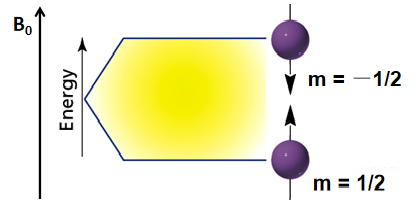 B₀
Energy
m = −1/2
m = 1/2